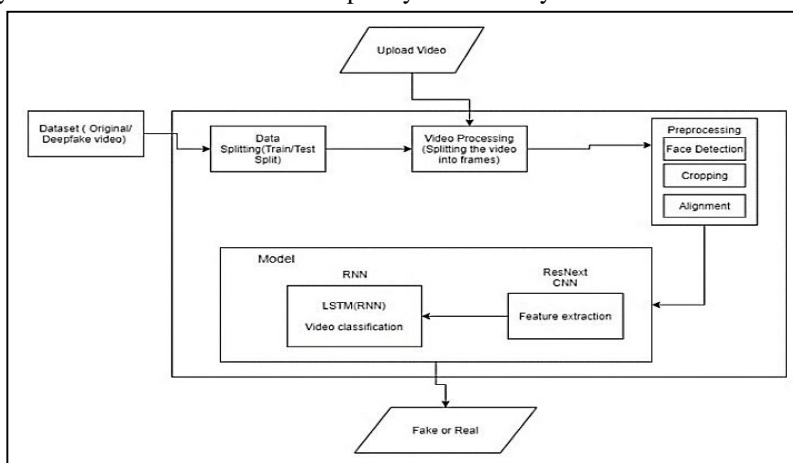 Upload Video
Dataset ( Original/
Deepfake video)
Data
Splitting(Train/Test
Split)
Video Processing
(Splitting the video
into frames)
Preprocessing
Face Detection
Cropping
Alignment
Model
RNN
LSTM(RNN)
Video classification
ResNext
CNN
Feature extraction
Fake or Real